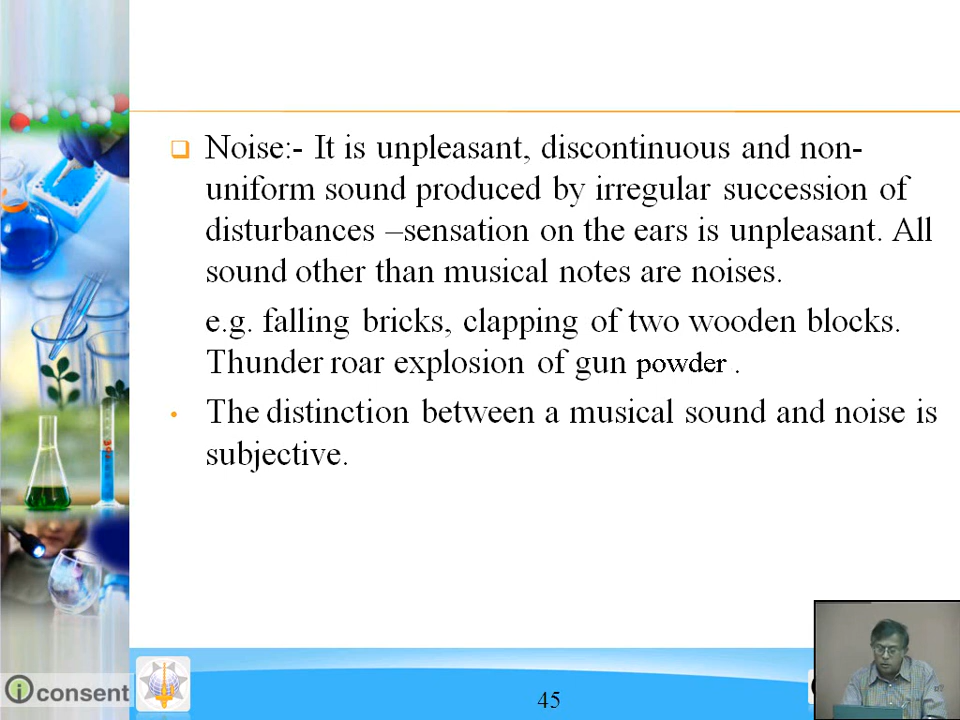 Noise:- It is unpleasant, discontinuous and non-
uniform sound produced by irregular succession of
disturbances –sensation on the ears is unpleasant. All
sound other than musical notes are noises.
e.g. falling bricks, clapping of two wooden blocks.
Thunder roar explosion of gun powder .
The distinction between a musical sound and noise is
subjective.
i consent
45